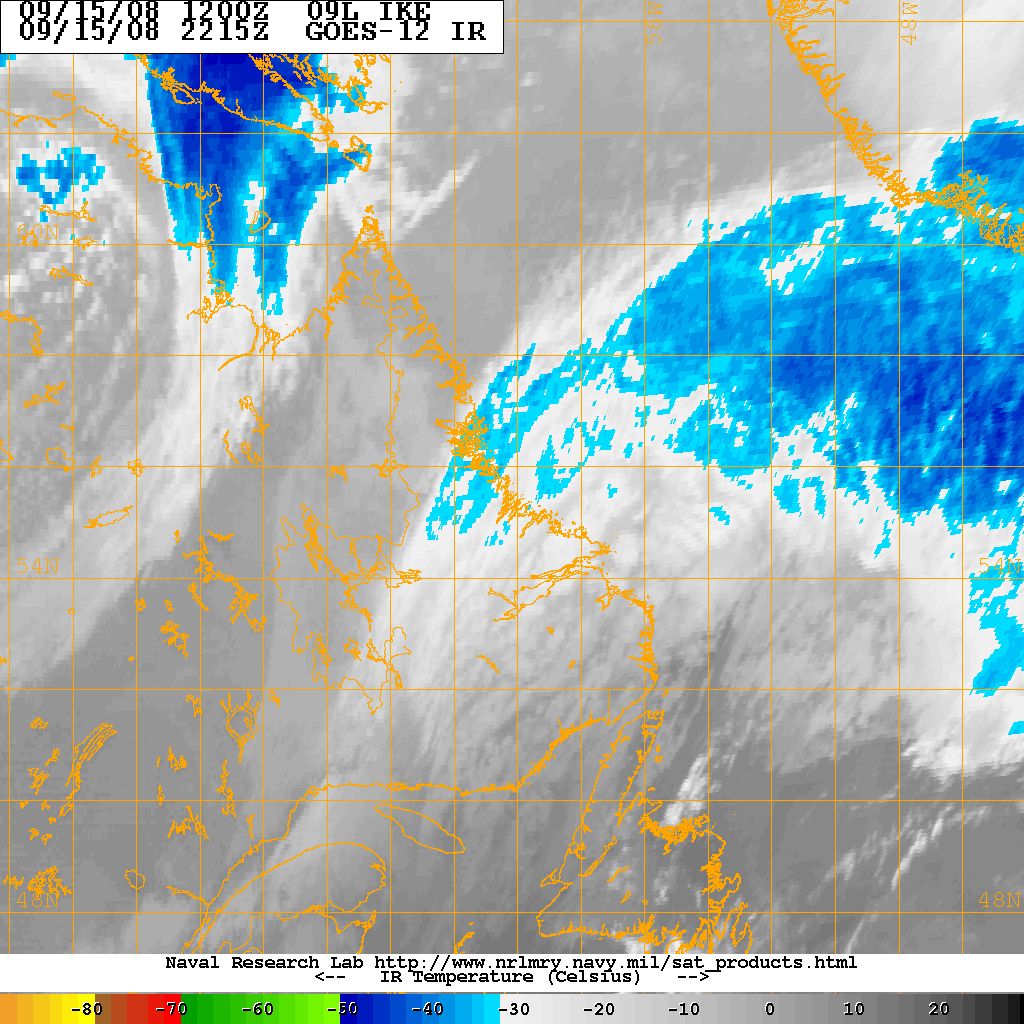 09/15/08 1200Z 09L IKE
09/15/08 2215Z GOES-12 IR
56W
48W
60N
54N
54N
48N
48N
Naval Research Lab http://www.nrlmry.navy.mil/sat_products.html
<-- IR Temperature (Celsius) -->
-80 -70 -60 -50 -40 -30 -20 -10 0 10 20